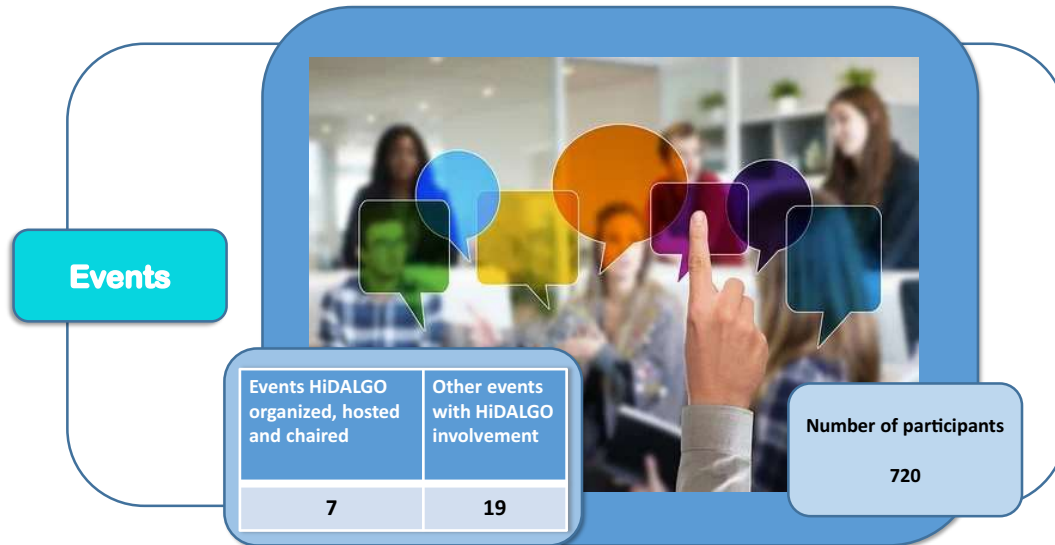 Events
Events HiDALGO
organized, hosted
and chaired
Other events
with HiDALGO
involvement
7
19
Number of participants
720